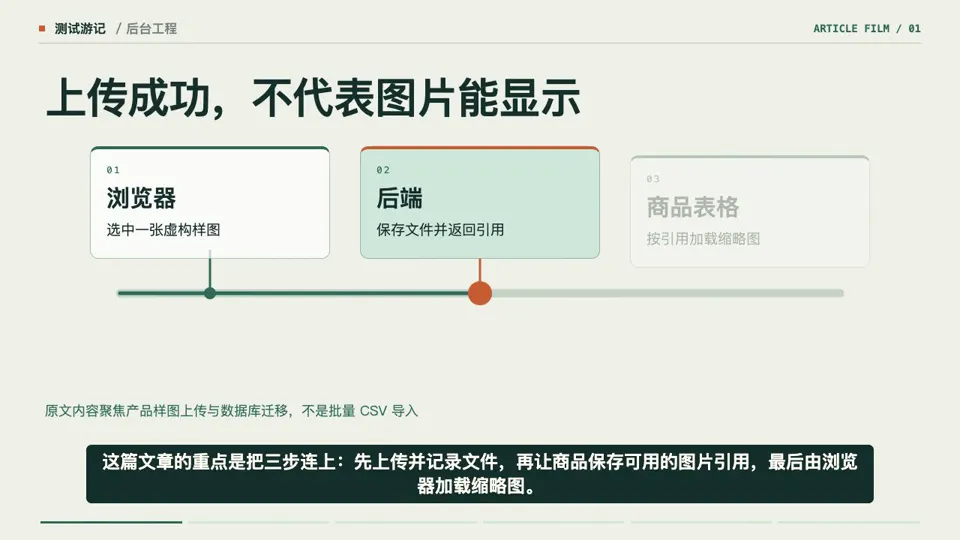 测试游记 / 后台工程
ARTICLE FILM / 01
上传成功，不代表图片能显示
01
浏览器
选中一张虚构样图
02
后端
保存文件并返回引用
03
商品表格
按引用加载缩略图
原文内容聚焦产品样图上传与数据库迁移，不是批量 CSV 导入
这篇文章的重点是把三步连上：先上传并记录文件，再让商品保存可用的图片引用，最后由浏览
器加载缩略图。